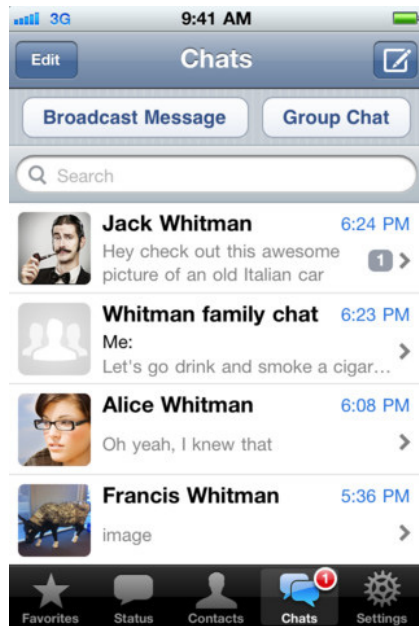 3G 9:41 AM
Edit Chats
Broadcast Message Group Chat
Search
Jack Whitman 6:24 PM
Hey check out this awesome
picture of an old Italian car 1
Whitman family chat 6:23 PM
Me:
Let's go drink and smoke a cigar...
Alice Whitman 6:08 PM
Oh yeah, I knew that
Francis Whitman 5:36 PM
image
1
Favorites Status Contacts Chats Settings